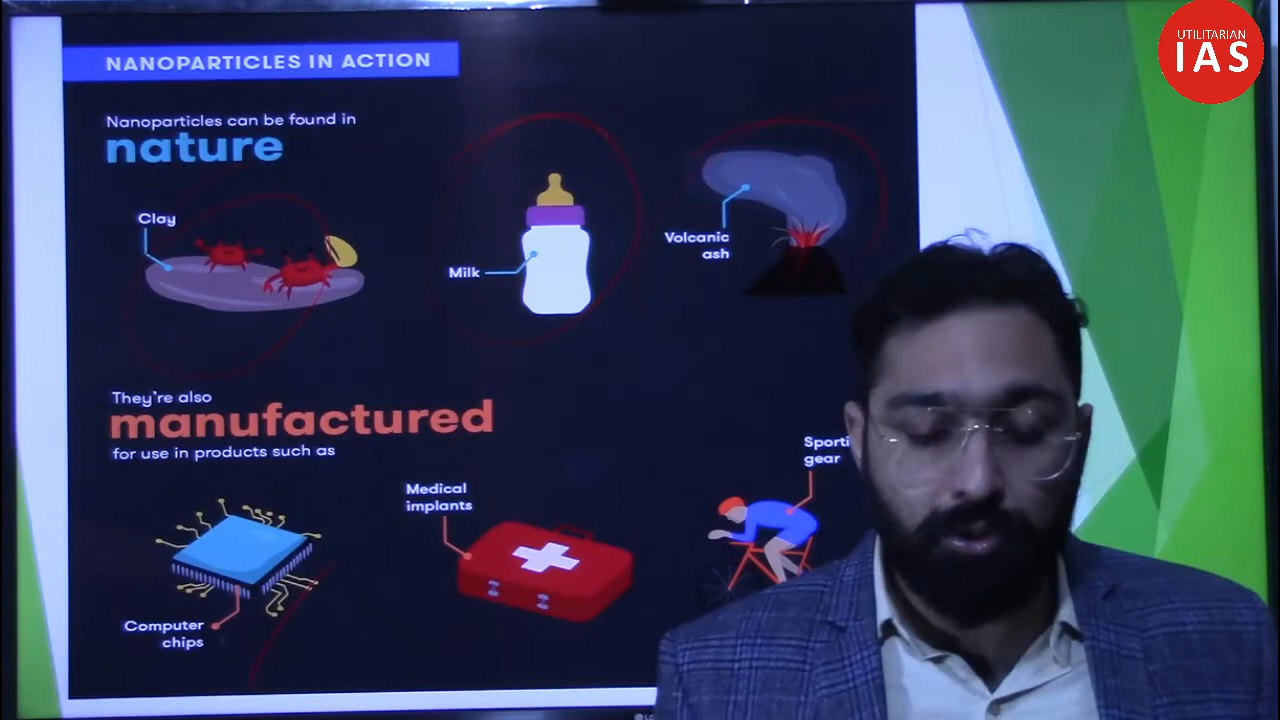 UTILITARIAN
IAS
NANOPARTICLES IN ACTION
Nanoparticles can be found in
nature
Clay
Milk
Volcanic
ash
They're also
manufactured
for use in products such as
Computer
chips
Medical
implants
gear